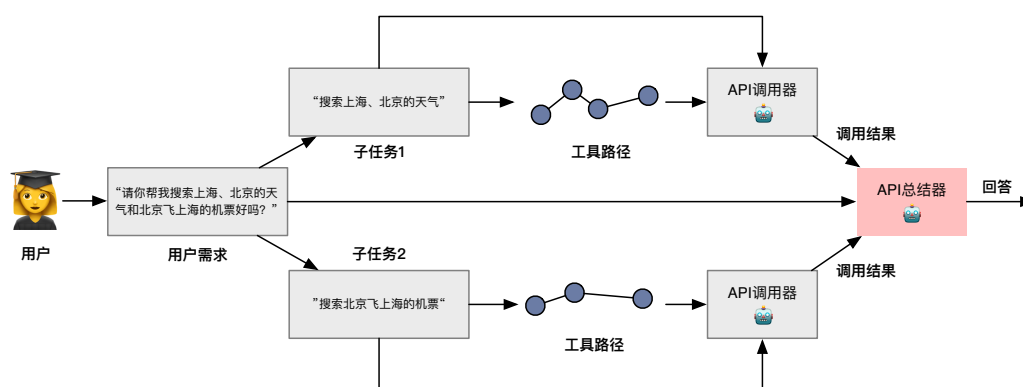 “搜索上海、北京的天气”
子任务1
工具路径
API调用器
调用结果
用户
“请你帮我搜索上海、北京的天
气和北京飞上海的机票好吗？”
用户需求
API总结器
回答
子任务2
”搜索北京飞上海的机票“
工具路径
API调用器
调用结果